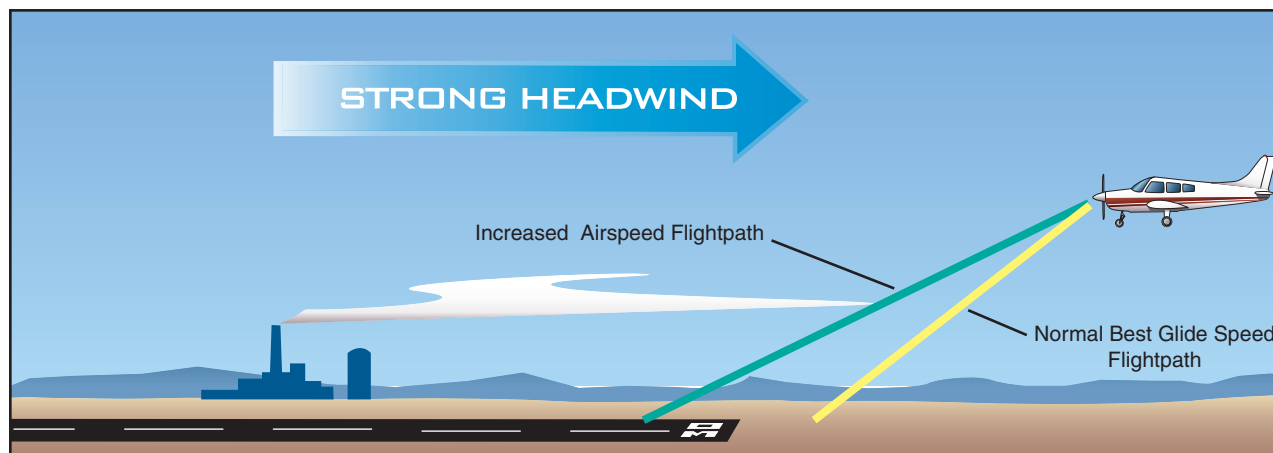 STRONG HEADWIND
Increased Airspeed Flightpath
Normal Best Glide Speed
Flightpath